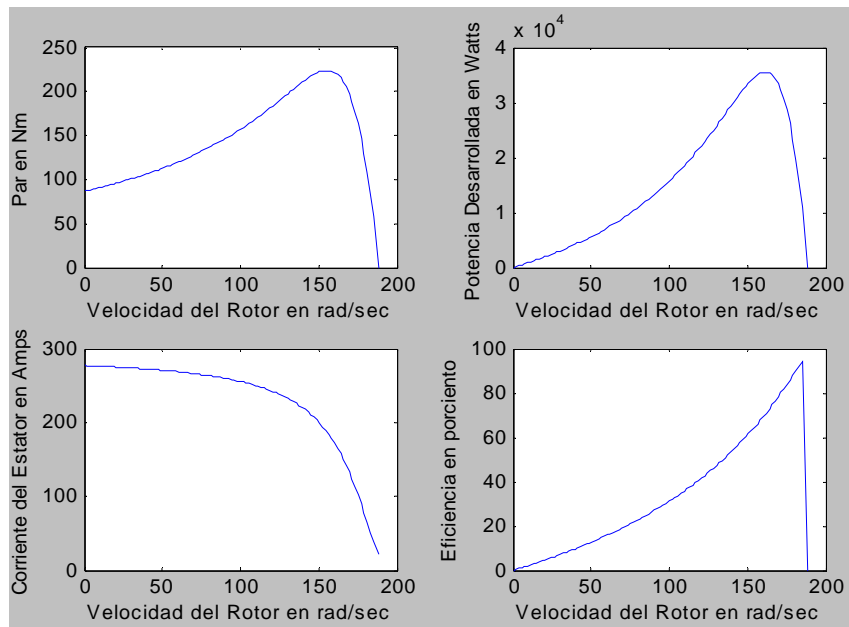 Par en Nm
250
200
150
100
50
0
0 50 100 150 200
Velocidad del Rotor en rad/sec
Potencia Desarrollada en Watts
x 10^4
4
3
2
1
0
0 50 100 150 200
Velocidad del Rotor en rad/sec
Corriente del Estator en Amps
300
200
100
0
0 50 100 150 200
Velocidad del Rotor en rad/sec
Eficiencia en porciento
100
80
60
40
20
0
0 50 100 150 200
Velocidad del Rotor en rad/sec